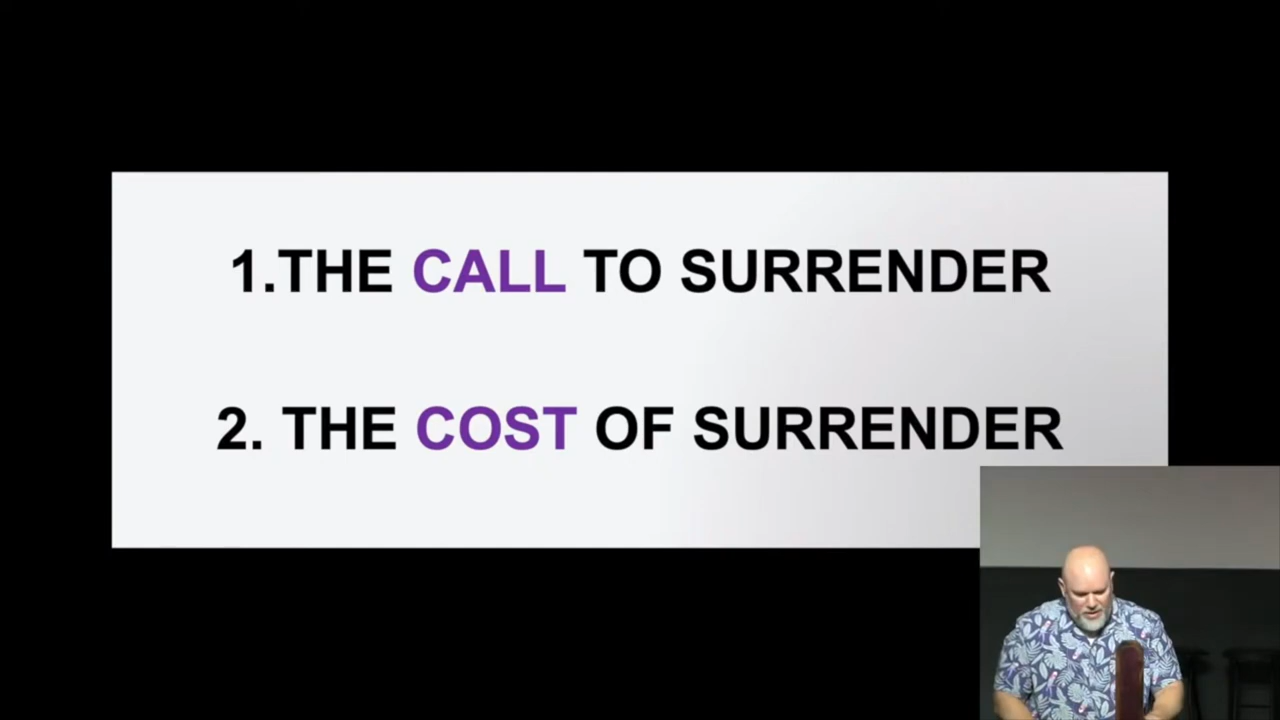 1.THE CALL TO SURRENDER
2. THE COST OF SURRENDER